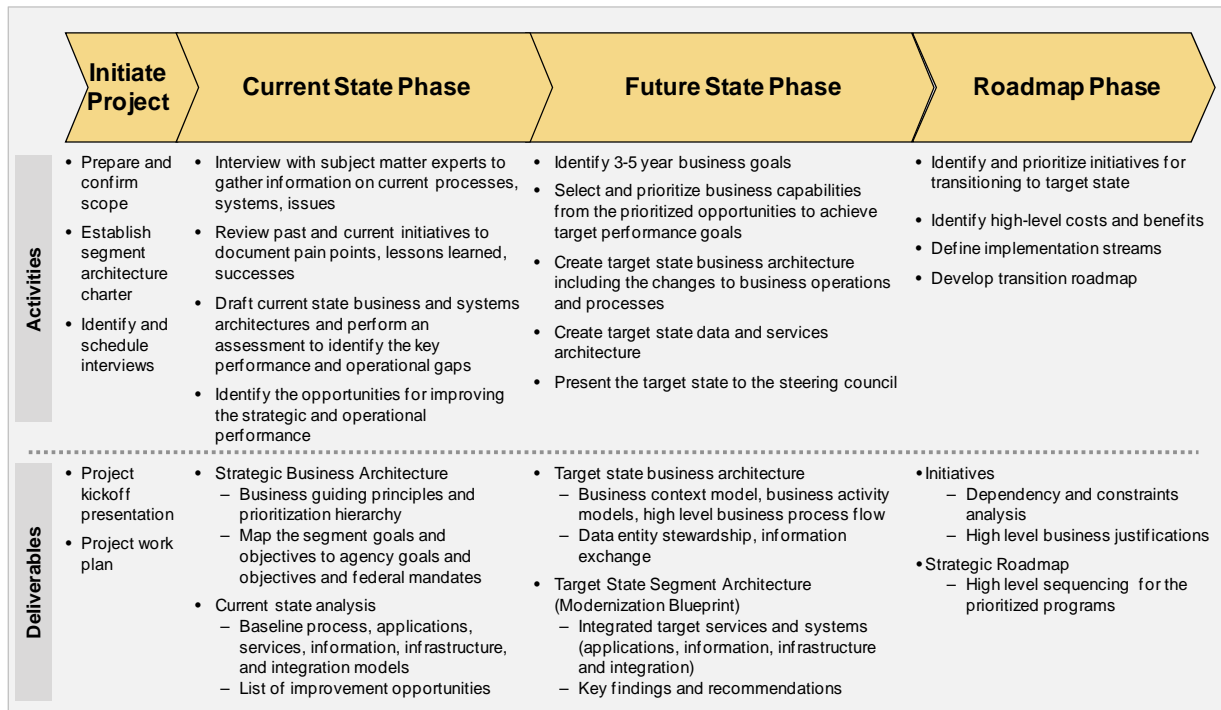 Initiate
Project
Current State Phase
Future State Phase
Roadmap Phase
Activities
• Prepare and
confirm
scope
• Establish
segment
architecture
charter
• Identify and
schedule
interviews
• Interview with subject matter experts to
gather information on current processes,
systems, issues
• Review past and current initiatives to
document pain points, lessons learned,
successes
• Draft current state business and systems
architectures and perform an
assessment to identify the key
performance and operational gaps
• Identify the opportunities for improving
the strategic and operational
performance
• Identify 3-5 year business goals
• Select and prioritize business capabilities
from the prioritized opportunities to achieve
target performance goals
• Create target state business architecture
including the changes to business operations
and processes
• Create target state data and services
architecture
• Present the target state to the steering council
• Identify and prioritize initiatives for
transitioning to target state
• Identify high-level costs and benefits
• Define implementation streams
• Develop transition roadmap
Deliverables
• Project
kickoff
presentation
• Project work
plan
• Strategic Business Architecture
– Business guiding principles and
prioritization hierarchy
– Map the segment goals and
objectives to agency goals and
objectives and federal mandates
• Current state analysis
– Baseline process, applications,
services, information, infrastructure,
and integration models
– List of improvement opportunities
• Target state business architecture
– Business context model, business activity
models, high level business process flow
– Data entity stewardship, information
exchange
• Target State Segment Architecture
(Modernization Blueprint)
– Integrated target services and systems
(applications, information, infrastructure
and integration)
– Key findings and recommendations
• Initiatives
– Dependency and constraints
analysis
– High level business justifications
• Strategic Roadmap
– High level sequencing for the
prioritized programs